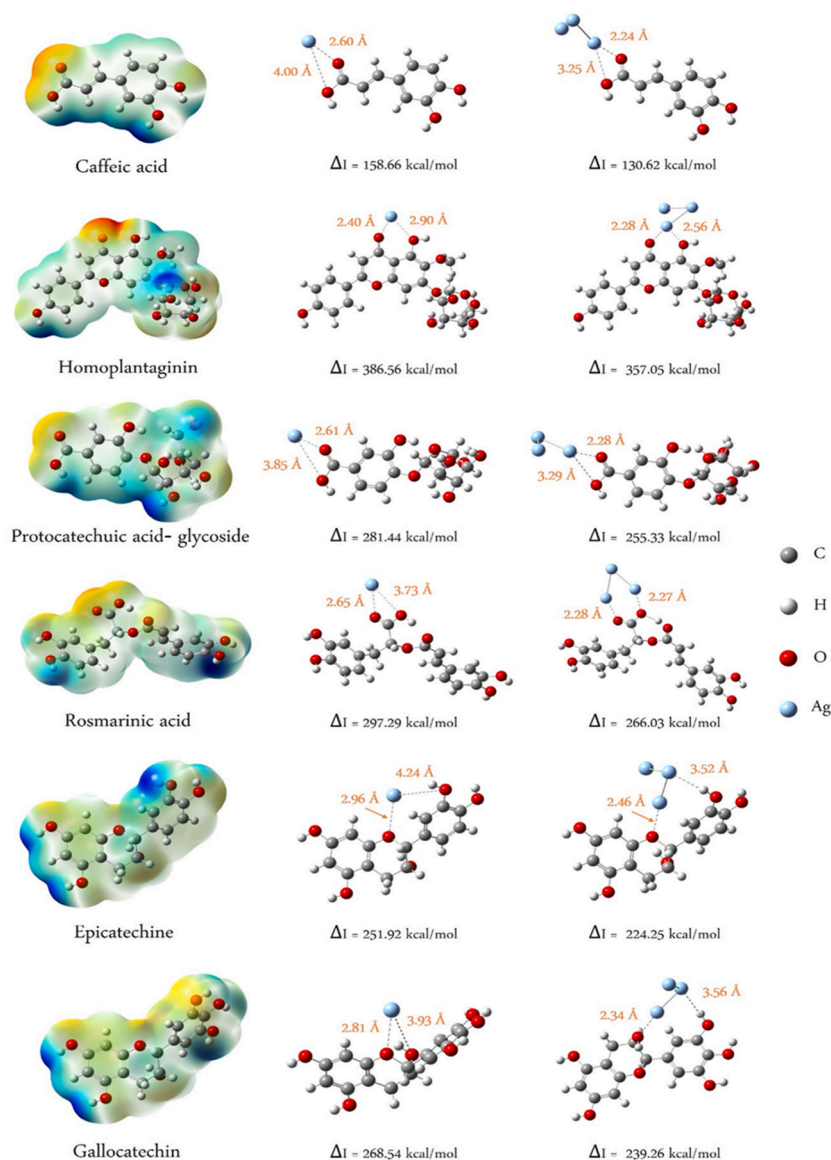 2.60 Å
4.00 Å
2.24 Å
3.25 Å
Caffeic acid
ΔI = 158.66 kcal/mol
ΔI = 130.62 kcal/mol
2.40 Å
2.90 Å
2.28 Å
2.56 Å
Homoplantaginin
ΔI = 386.56 kcal/mol
ΔI = 357.05 kcal/mol
2.61 Å
3.85 Å
2.28 Å
3.29 Å
Protocatechuic acid- glycoside
ΔI = 281.44 kcal/mol
ΔI = 255.33 kcal/mol
C
H
O
Ag
2.65 Å
3.73 Å
2.28 Å
2.27 Å
Rosmarinic acid
ΔI = 297.29 kcal/mol
ΔI = 266.03 kcal/mol
4.24 Å
2.96 Å
3.52 Å
2.46 Å
Epicatechine
ΔI = 251.92 kcal/mol
ΔI = 224.25 kcal/mol
2.81 Å
3.93 Å
2.34 Å
3.56 Å
Gallocatechin
ΔI = 268.54 kcal/mol
ΔI = 239.26 kcal/mol